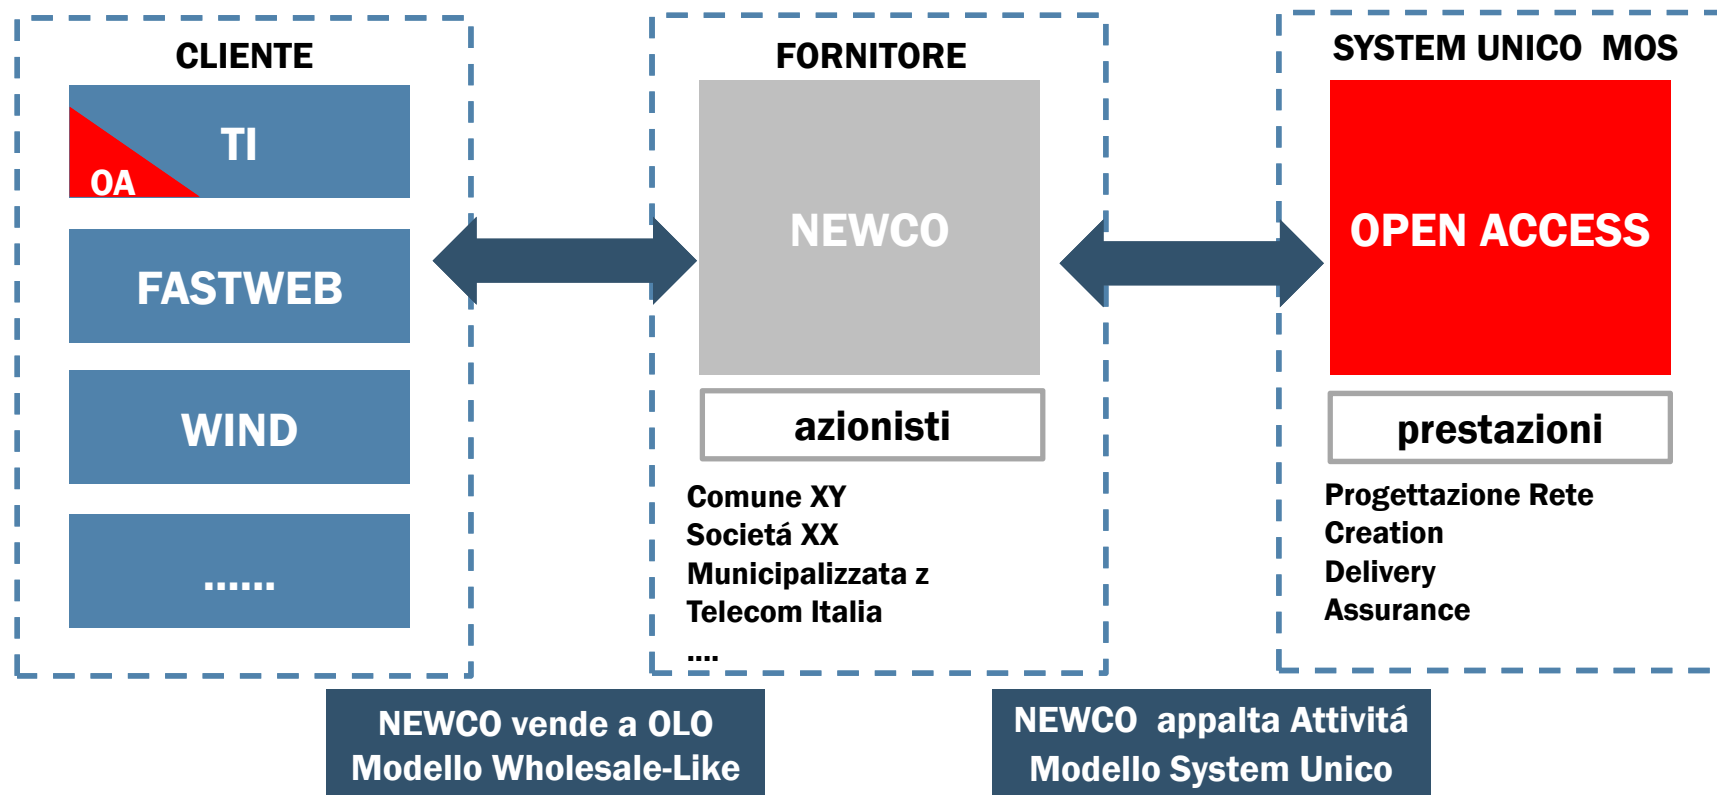 CLIENTE
TI
OA
FASTWEB
WIND
......
FORNITORE
NEWCO
azionisti
Comune XY
Societá XX
Municipalizzata z
Telecom Italia
....
SYSTEM UNICO MOS
OPEN ACCESS
prestazioni
Progettazione Rete
Creation
Delivery
Assurance
NEWCO vende a OLO
Modello Wholesale-Like
NEWCO appalta Attivitá
Modello System Unico